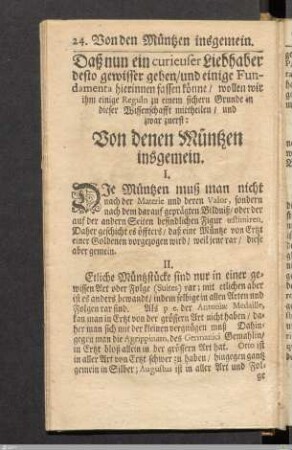 24. Von den Müntzen insgemein.
Daß nun ein curieuser Liebhaber
desto gewisser gehen/ und einige Fun-
damenta hierinnen fassen könne/ wollen wir
ihm einige Reguln zu einem sichern Grunde in
dieser Wissenschafft mittheilen/ und
zwar zuerst:
Von denen Müntzen
insgemein.
I.
DIe Müntzen muß man nicht
nach der Materie und deren Valor, sondern
nach dem darauf geprägten Bildniß/ oder der
auf der andern Seiten befindlichen Figur æstimiren.
Daher geschicht es öffters/ daß eine Müntze von Ertzt
einer Goldenen vorgezogen wird/ weil jene rar/ diese
aber gemein.
II.
Etliche Müntzstücke sind nur in einer ge-
wissen Art oder Folge (Suites) rar; mit etlichen aber
ist es anders bewandt/ indem selbige in allen Arten und
Folgen rar sind. Als p. e. der Antonia Medaille,
kan man in Ertzt von der grössern Art nicht haben/ da-
her man sich mit der kleinen vergnügen muß Dahin-
gegen man die Agrippinam, des Germanici Gemahlin/
in Ertzt bloß allein in der grössern Art hat. Otto ist
in aller Art von Ertzt schwer zu haben/ hingegen gantz
gemein in Silber; Augustus ist in aller Art und Fol-
ge